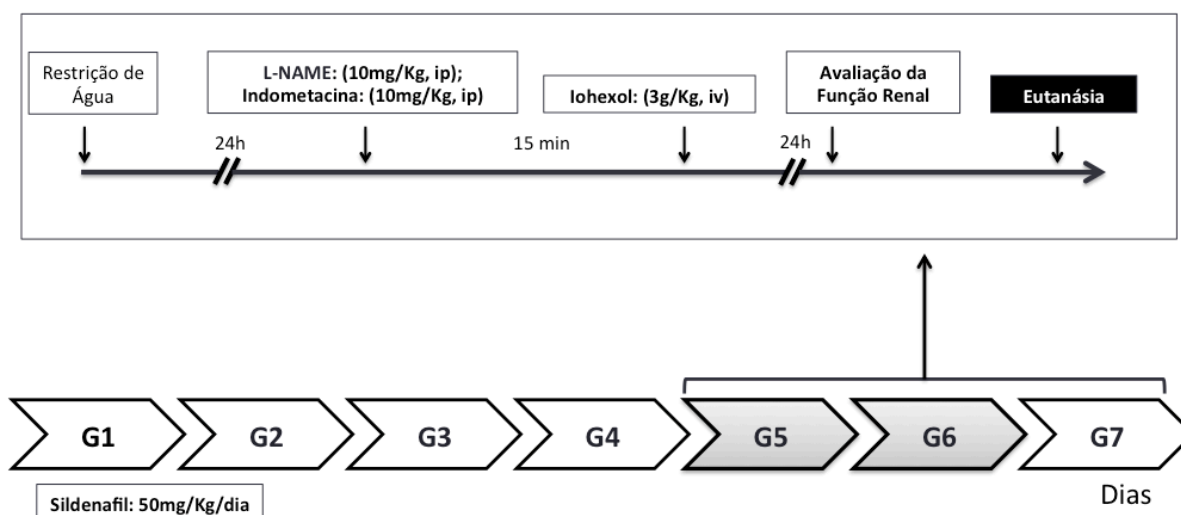 Restrição de
Água
L-NAME: (10mg/Kg, ip);
Indometacina: (10mg/Kg, ip)
Iohexol: (3g/Kg, iv)
Avaliação da
Função Renal
Eutanásia
24h
15 min
24h
G1
G2
G3
G4
G5
G6
G7
Sildenafil: 50mg/Kg/dia
Dias